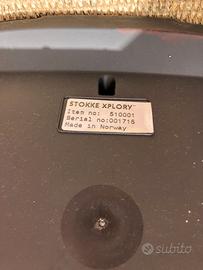 STOKKE XPLORY™
Item no: 510001
Serial no:001715
Made in Norway
subito